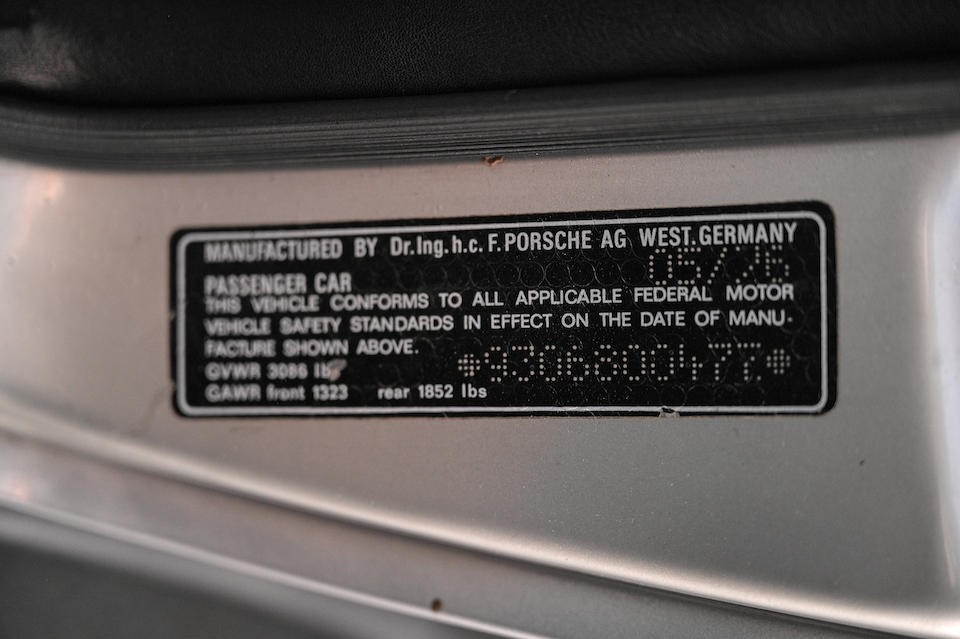 MANUFACTURED BY Dr.Ing.h.c.F.PORSCHE AG WEST.GERMANY
05/76
PASSENGER CAR
THIS VEHICLE CONFORMS TO ALL APPLICABLE FEDERAL MOTOR
VEHICLE SAFETY STANDARDS IN EFFECT ON THE DATE OF MANU-
FACTURE SHOWN ABOVE.
*9306800477*
GVWR 3086 lbs
GAWR front 1323 rear 1852 lbs